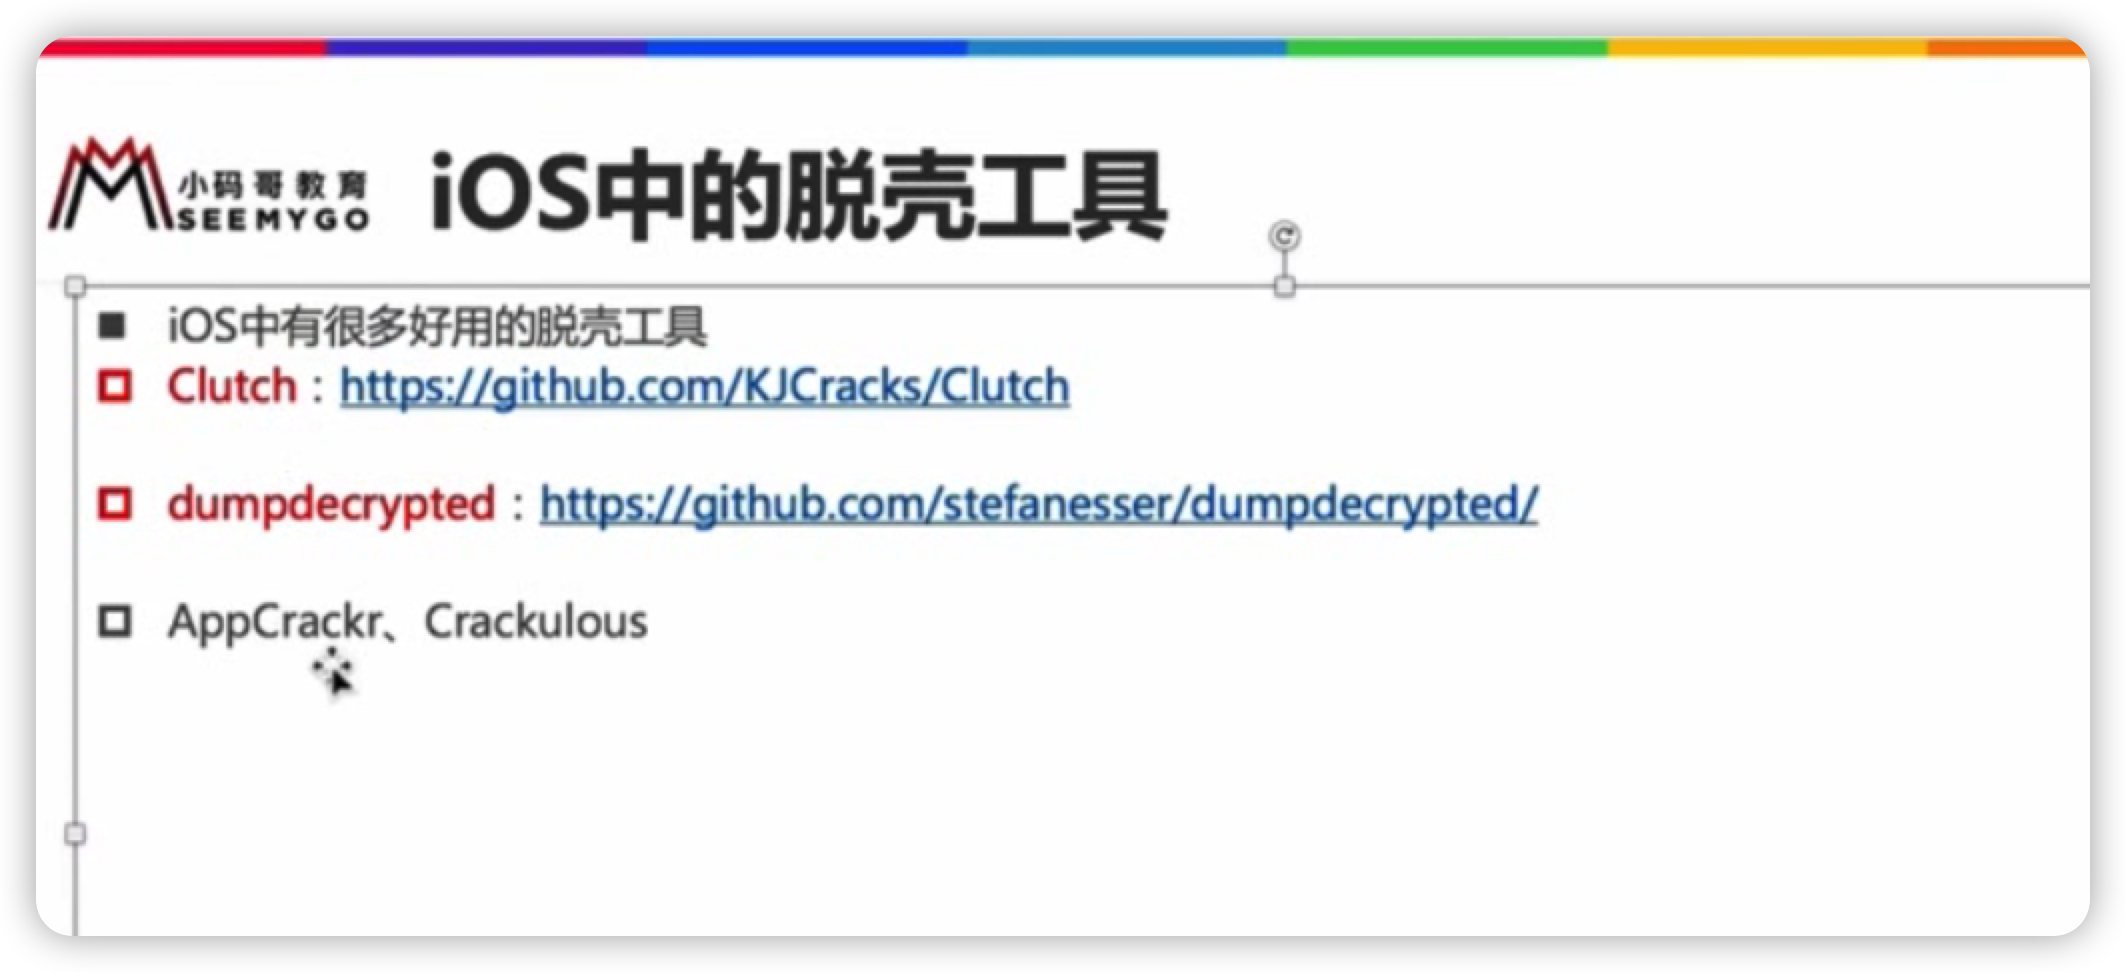 小码哥教育
SEEMYGO
iOS中的脱壳工具
iOS中有很多好用的脱壳工具
Clutch：https://github.com/KJCracks/Clutch
dumpdecrypted：https://github.com/stefanesser/dumpdecrypted/
AppCrackr、Crackulous